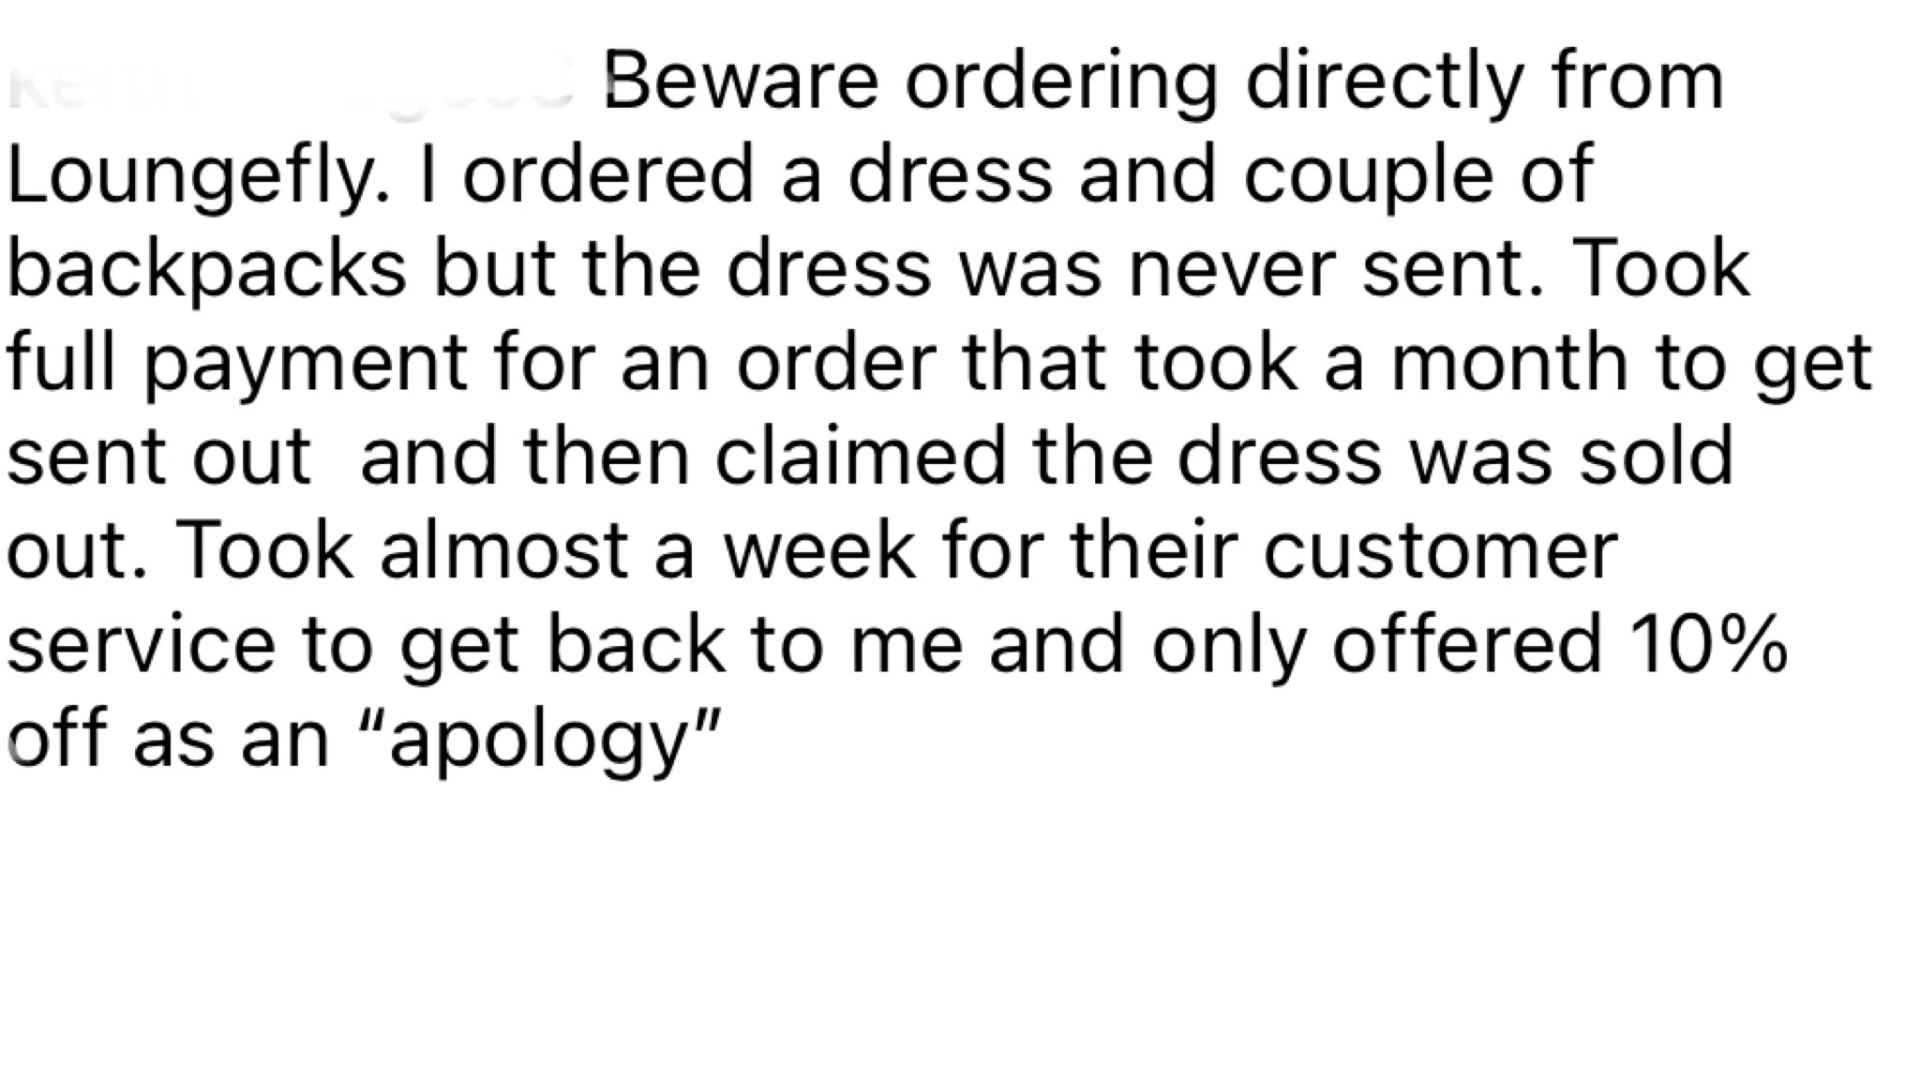 Beware ordering directly from
Loungefly. I ordered a dress and couple of
backpacks but the dress was never sent. Took
full payment for an order that took a month to get
sent out  and then claimed the dress was sold
out. Took almost a week for their customer
service to get back to me and only offered 10%
off as an “apology”